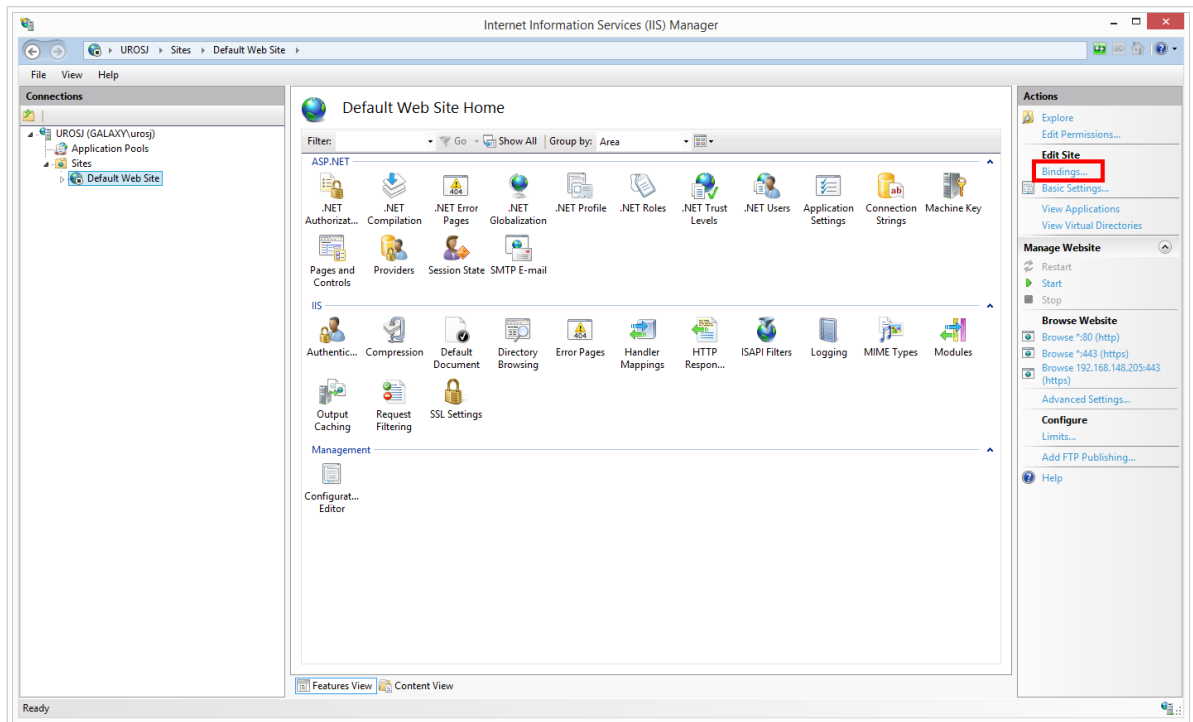 Internet Information Services (IIS) Manager
UROSJ Sites Default Web Site
File View Help
Connections
UROSJ (GALAXY\urosj)
Application Pools
Sites
Default Web Site
Default Web Site Home
Filter: Go Show All Group by: Area
ASP.NET
.NET Authorizat...
.NET Compilation
404
.NET Error Pages
.NET Globalization
.NET Profile
.NET Roles
.NET Trust Levels
.NET Users
Application Settings
ab
Connection Strings
Machine Key
Pages and Controls
Providers
Session State
SMTP E-mail
IIS
Authentic...
Compression
Default Document
Directory Browsing
404
Error Pages
Handler Mappings
HTTP Respon...
ISAPI Filters
Logging
MIME Types
Modules
Output Caching
Request Filtering
SSL Settings
Management
Configurat... Editor
Features View Content View
Ready
Actions
Explore
Edit Permissions...
Edit Site
Bindings...
Basic Settings...
View Applications
View Virtual Directories
Manage Website
Restart
Start
Stop
Browse Website
Browse *:80 (http)
Browse *:443 (https)
Browse 192.168.148.205:443
(https)
Advanced Settings...
Configure
Limits...
Add FTP Publishing...
Help